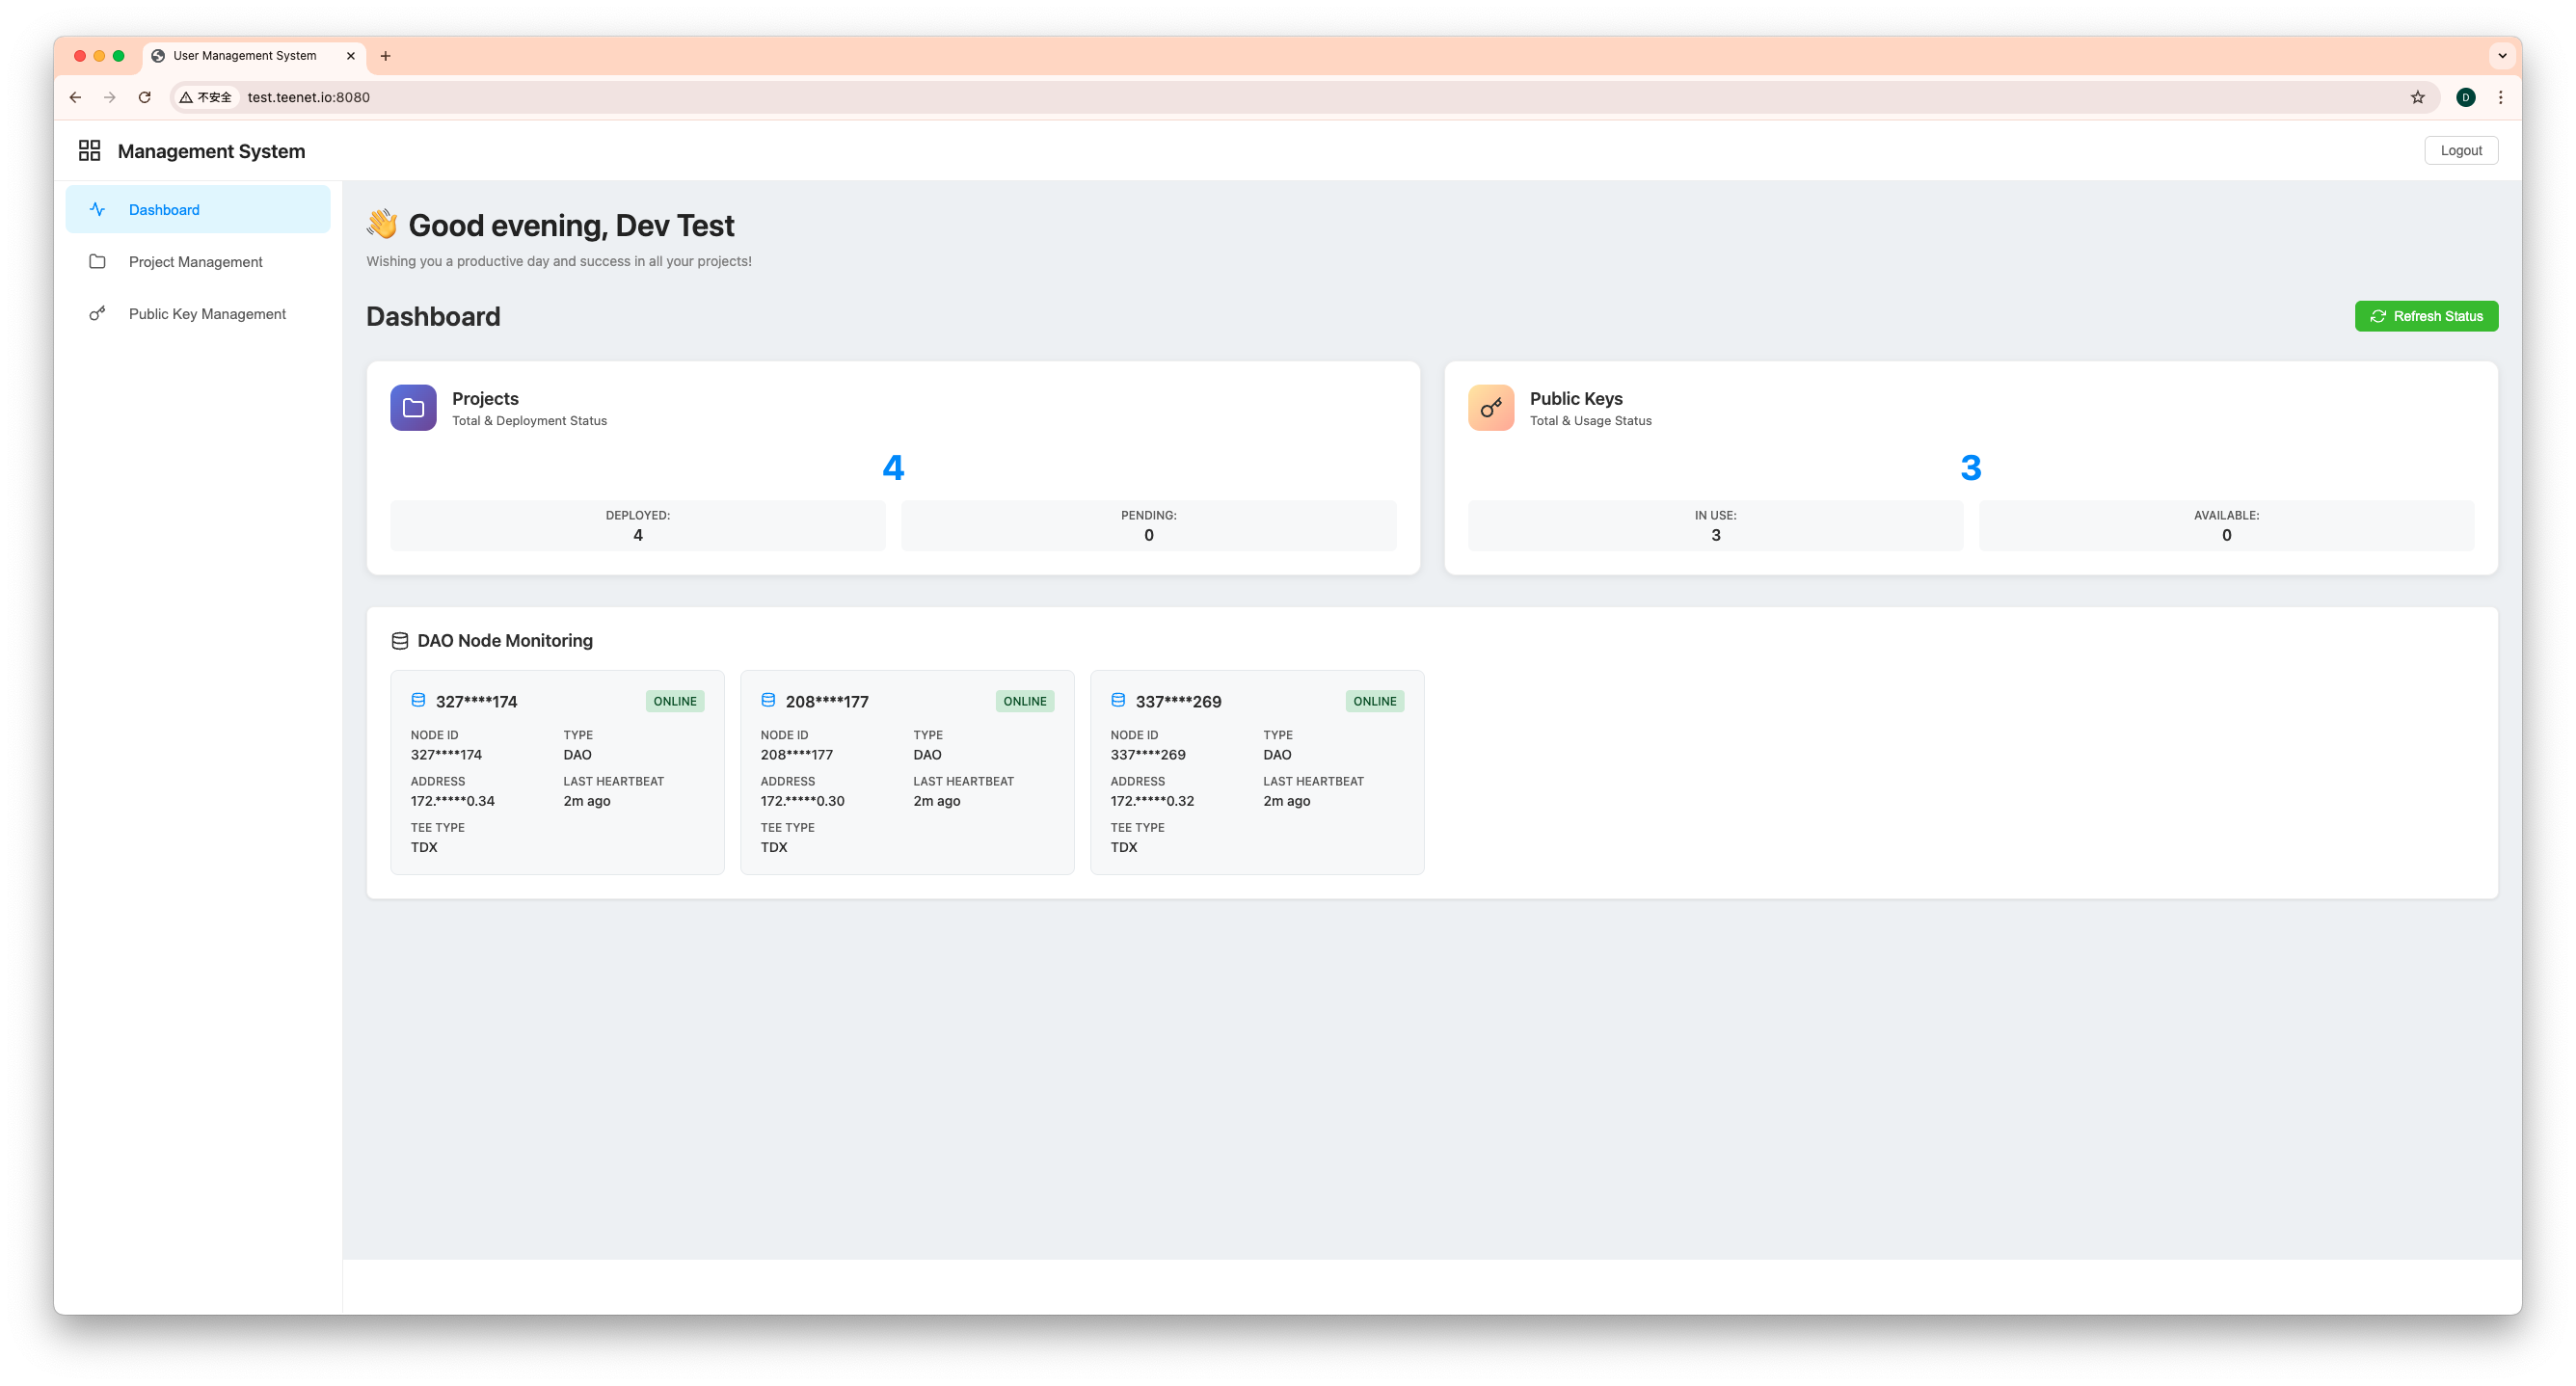 User Management System
不安全 test.teenet.io:8080
D
Management System
Logout
Dashboard
Project Management
Public Key Management
👋 Good evening, Dev Test
Wishing you a productive day and success in all your projects!
Dashboard
Refresh Status
Projects
Total & Deployment Status
4
DEPLOYED:
4
PENDING:
0
Public Keys
Total & Usage Status
3
IN USE:
3
AVAILABLE:
0
DAO Node Monitoring
327****174 ONLINE
NODE ID TYPE
327****174 DAO
ADDRESS LAST HEARTBEAT
172.*****0.34 2m ago
TEE TYPE
TDX
208****177 ONLINE
NODE ID TYPE
208****177 DAO
ADDRESS LAST HEARTBEAT
172.*****0.30 2m ago
TEE TYPE
TDX
337****269 ONLINE
NODE ID TYPE
337****269 DAO
ADDRESS LAST HEARTBEAT
172.*****0.32 2m ago
TEE TYPE
TDX